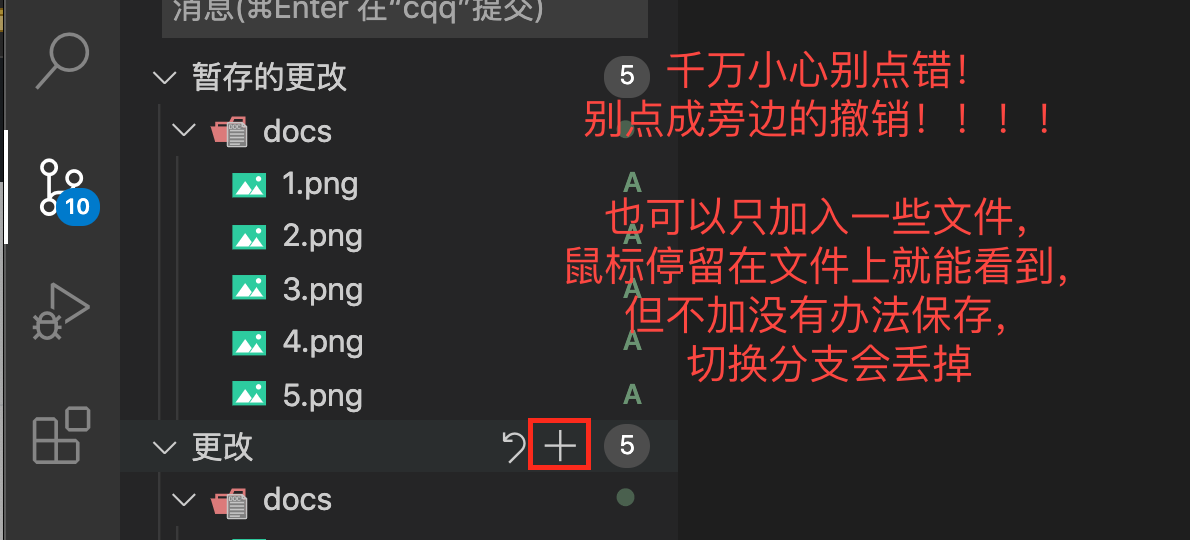 消息(⌘Enter 在“cqq”提交)
暂存的更改
5
千万小心别点错！
别点成旁边的撤销！！！！
docs
1.png
A
10
2.png
A
3.png
A
4.png
A
5.png
A
也可以只加入一些文件，
鼠标停留在文件上就能看到，
但不加没有办法保存，
切换分支会丢掉
更改
5
docs